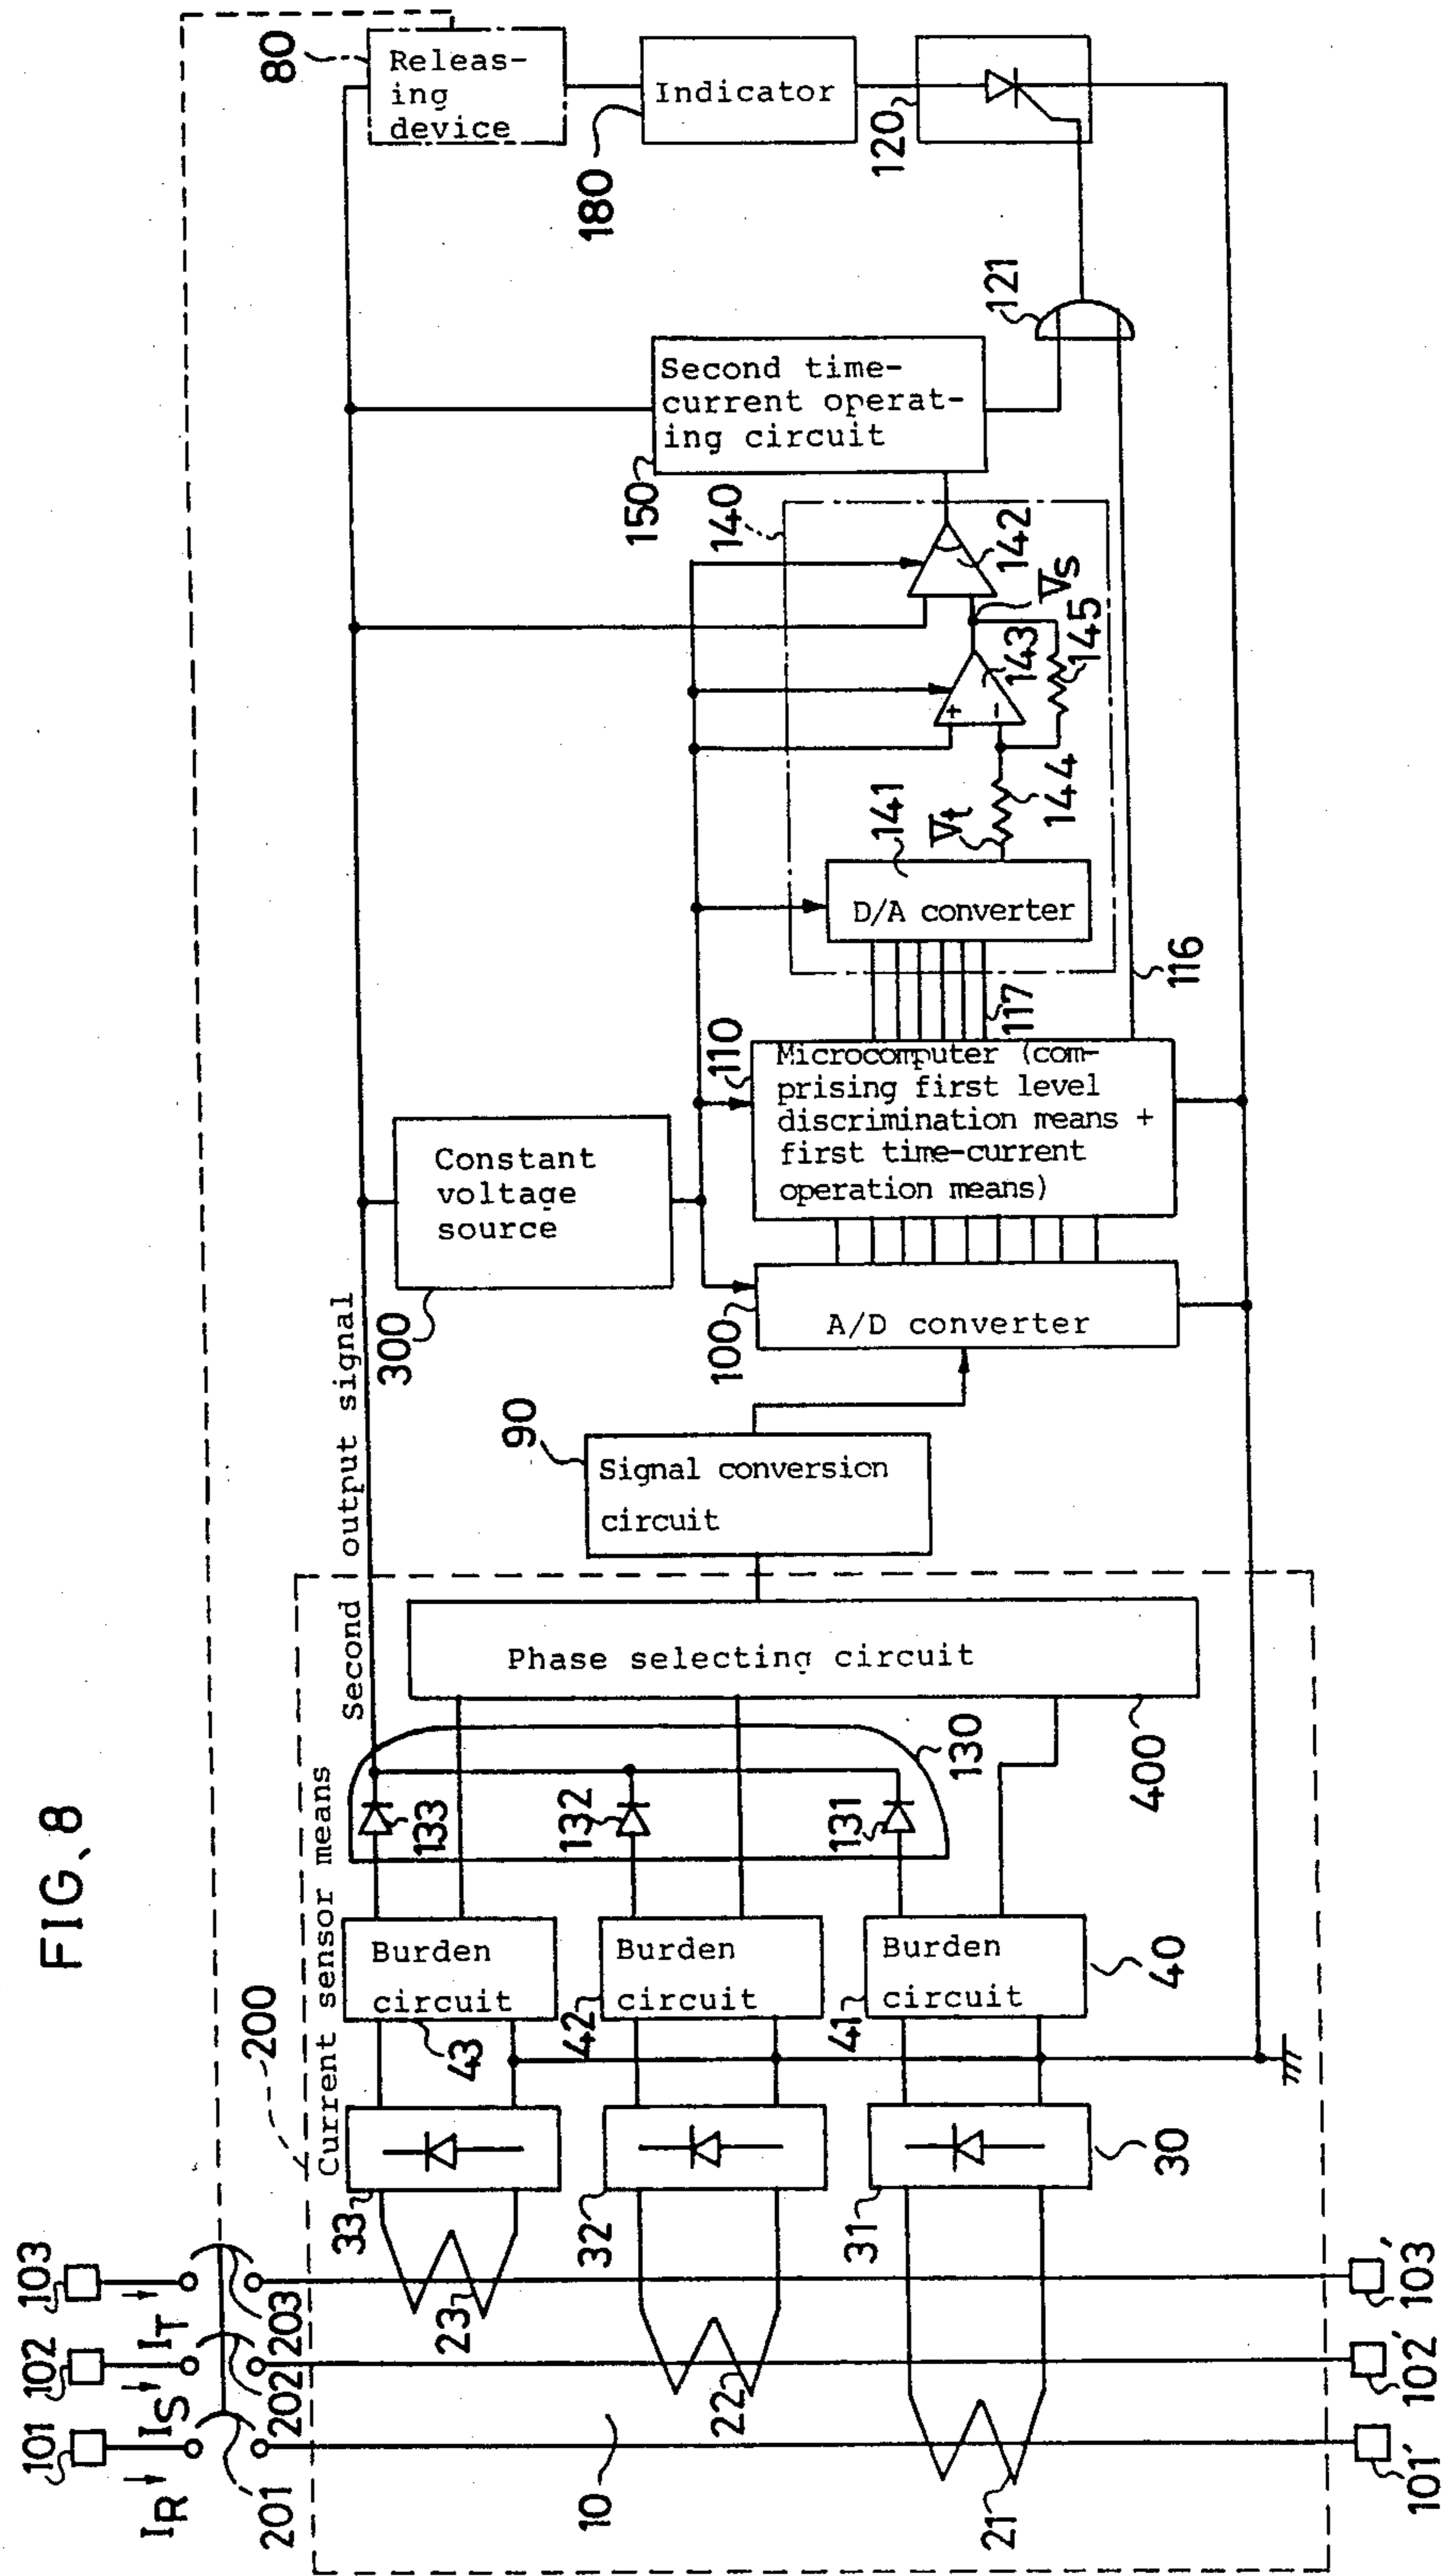 FIG. 8
80
Releas-
ing
device
180
Indicator
120
121
Second time-
current operat-
ing circuit
150
140
142
Vs
143
145
+
-
144
Vt
141
D/A converter
117
116
110
Microcomputer (com-
prising first level
discrimination means +
first time-current
operation means)
Constant
voltage
source
300
100
A/D converter
90
Signal conversion
circuit
Second output signal
Phase selecting circuit
400
130
133
132
131
Current sensor means
200
Burden
circuit
43
Burden
circuit
42
Burden
circuit
41
40
33
32
31
30
23
22
21
10
103
102
101
IT
IS
IR
203
202
201
103'
102'
101'